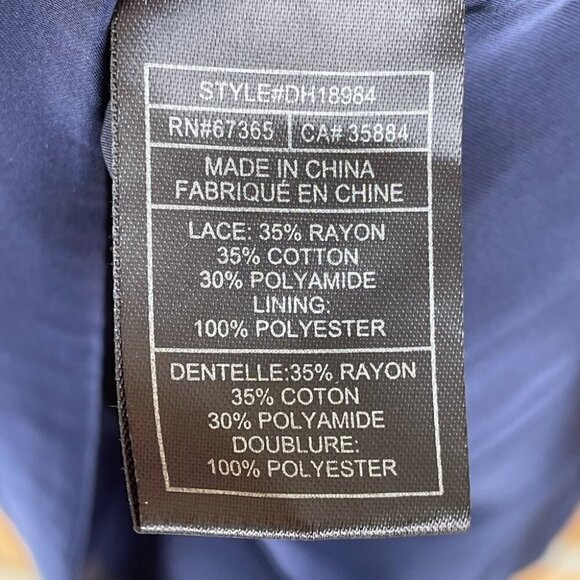 STYLE#DH18984
RN#67365 CA# 35884
MADE IN CHINA
FABRIQUÉ EN CHINE
LACE: 35% RAYON
35% COTTON
30% POLYAMIDE
LINING:
100% POLYESTER
DENTELLE:35% RAYON
35% COTON
30% POLYAMIDE
DOUBLURE:
100% POLYESTER